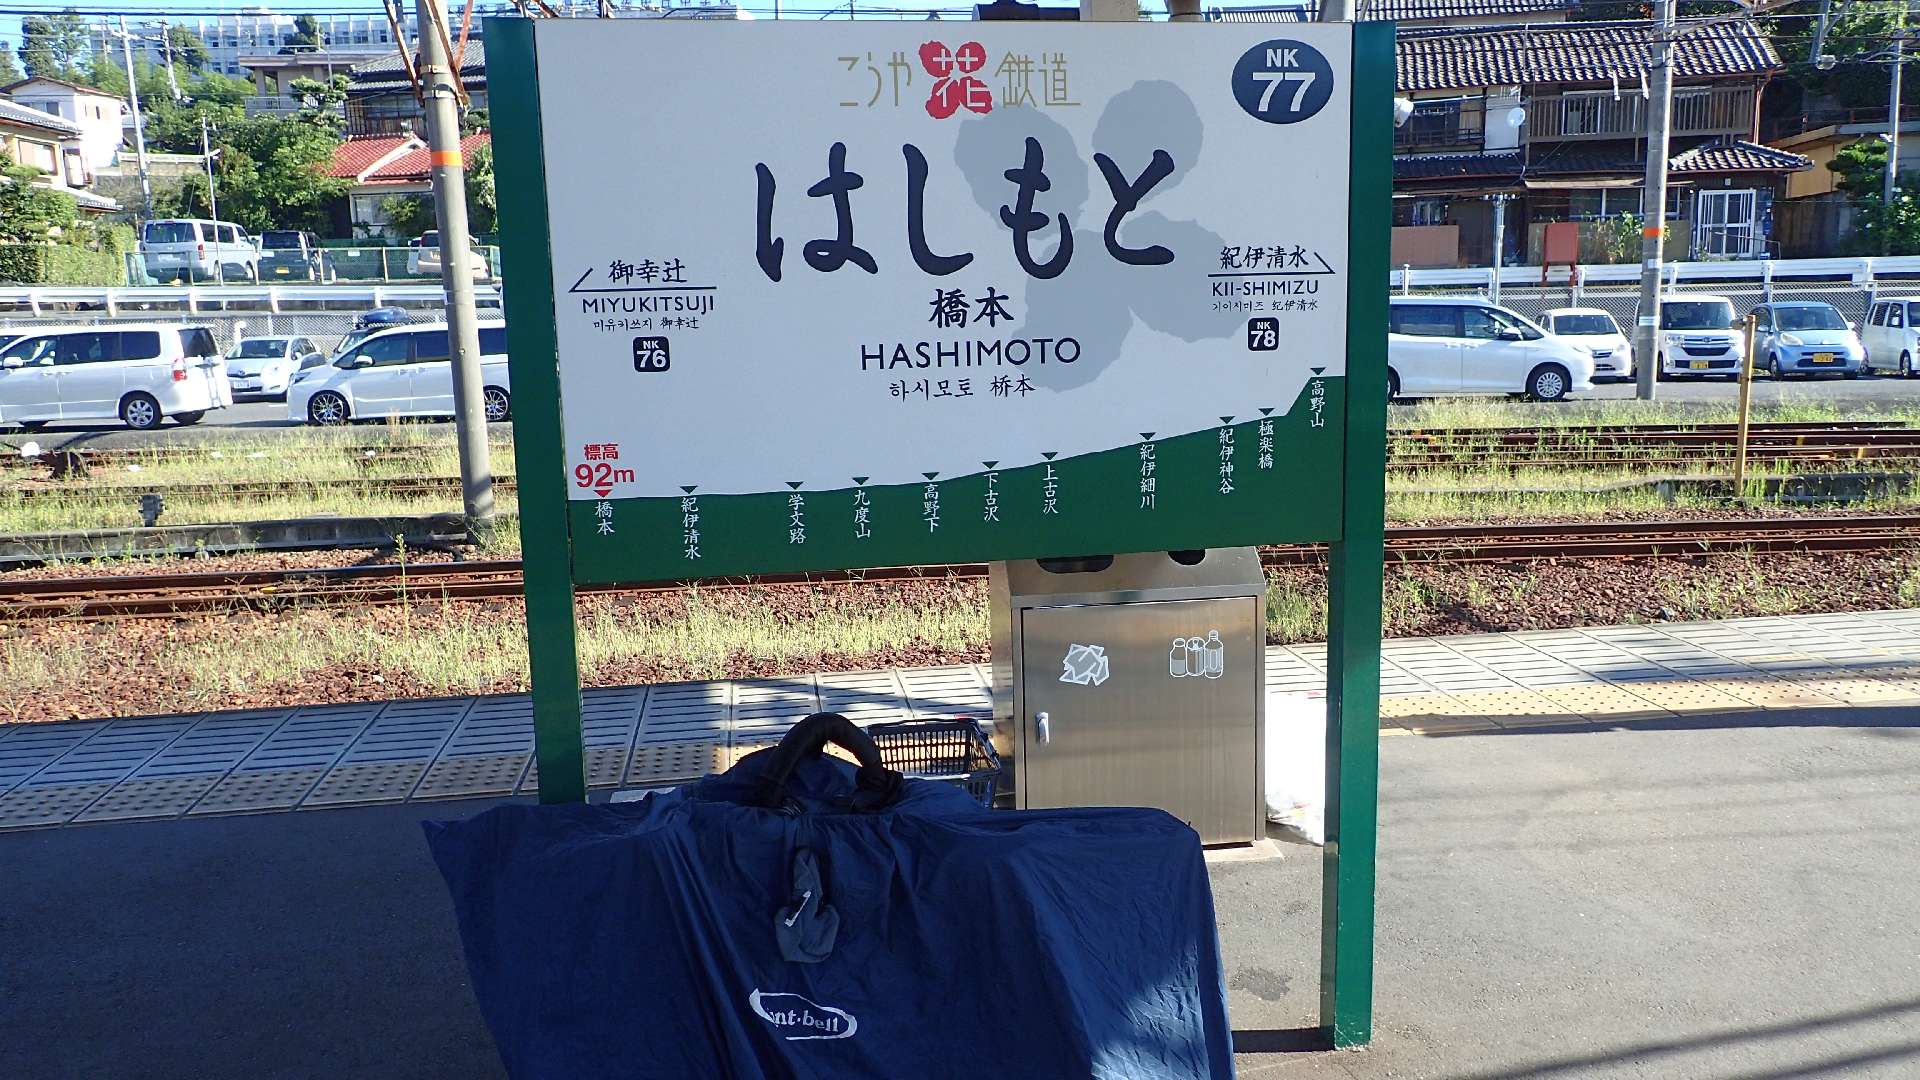 こうや花鉄道
NK
77
はしもと
橋本
HASHIMOTO
하시모토 桥本
御幸辻
MIYUKITSUJI
미유키쓰지 御幸辻
NK
76
紀伊清水
KII-SHIMIZU
기이시미즈 纪伊清水
NK
78
標高
92m
橋本
紀伊清水
学文路
九度山
高野下
下古沢
上古沢
紀伊細川
紀伊神谷
極楽橋
高野山
nt·bell